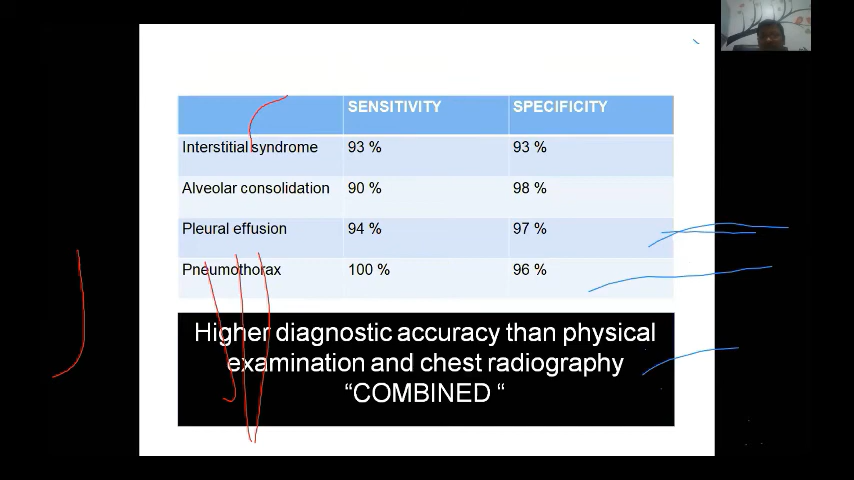 SENSITIVITY SPECIFICITY
Interstitial syndrome 93 % 93 %
Alveolar consolidation 90 % 98 %
Pleural effusion 94 % 97 %
Pneumothorax 100 % 96 %
Higher diagnostic accuracy than physical
examination and chest radiography
“COMBINED “